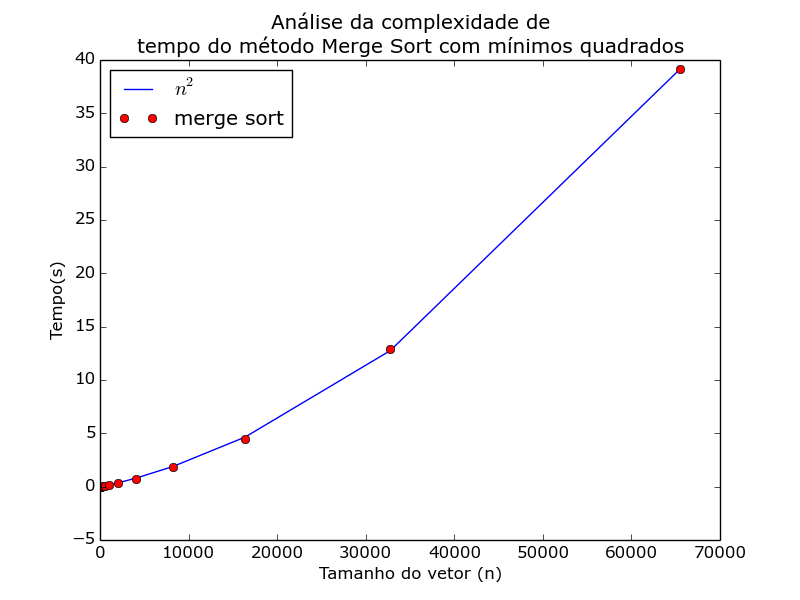 Análise da complexidade de
tempo do método Merge Sort com mínimos quadrados
n²
merge sort
Tempo(s)
40
35
30
25
20
15
10
5
0
−5
0 10000 20000 30000 40000 50000 60000 70000
Tamanho do vetor (n)